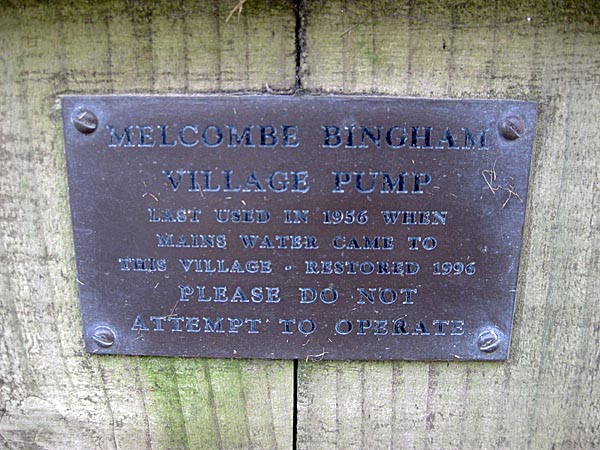 MELCOMBE BINGHAM
VILLAGE PUMP
LAST USED IN 1956 WHEN
MAINS WATER CAME TO
THIS VILLAGE - RESTORED 1996
PLEASE DO NOT
ATTEMPT TO OPERATE